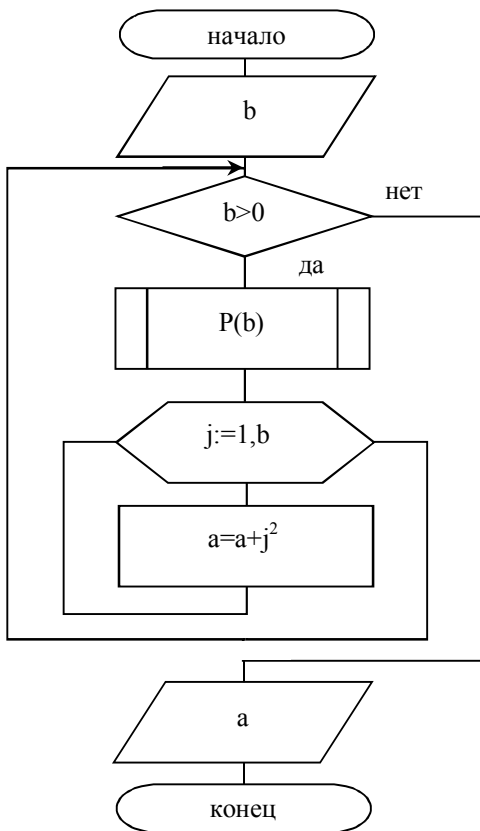 начало
b
нет
b>0
да
P(b)
j:=1,b
a=a+j²
a
конец